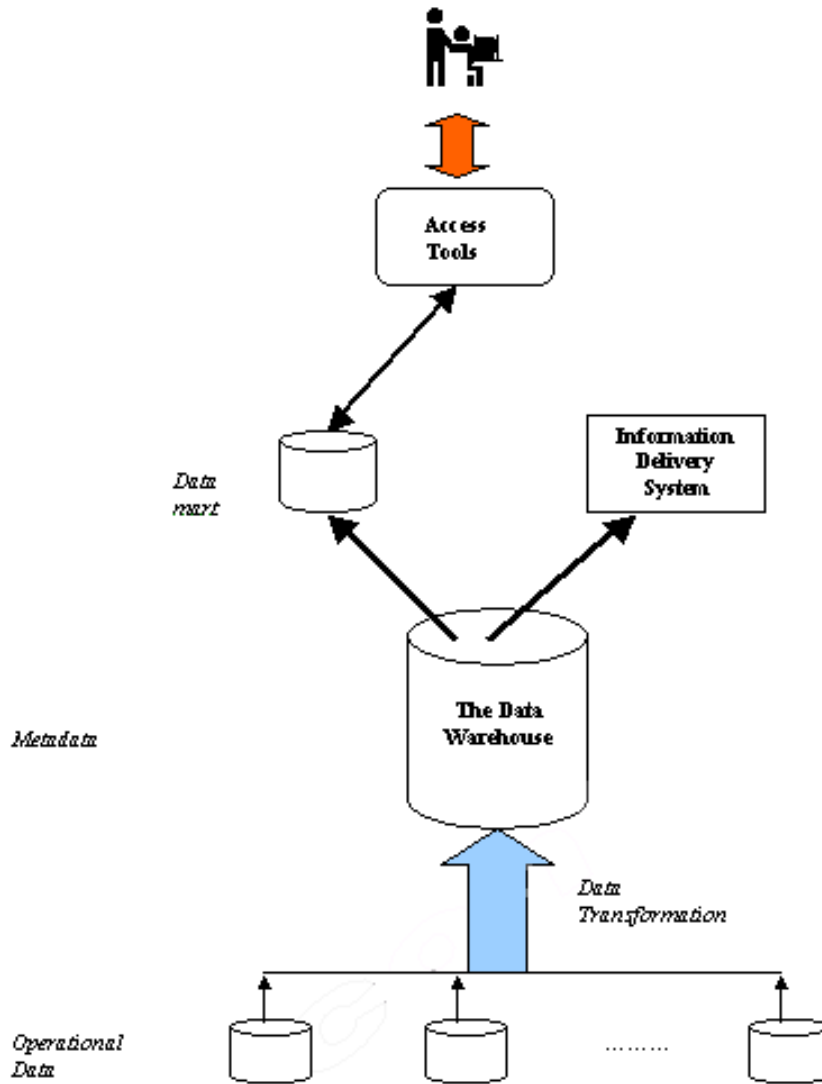 Access
Tools
Information
Delivery
System
Data
mart
The Data
Warehouse
Metadata
Data
Transformation
Operational
Data
.........